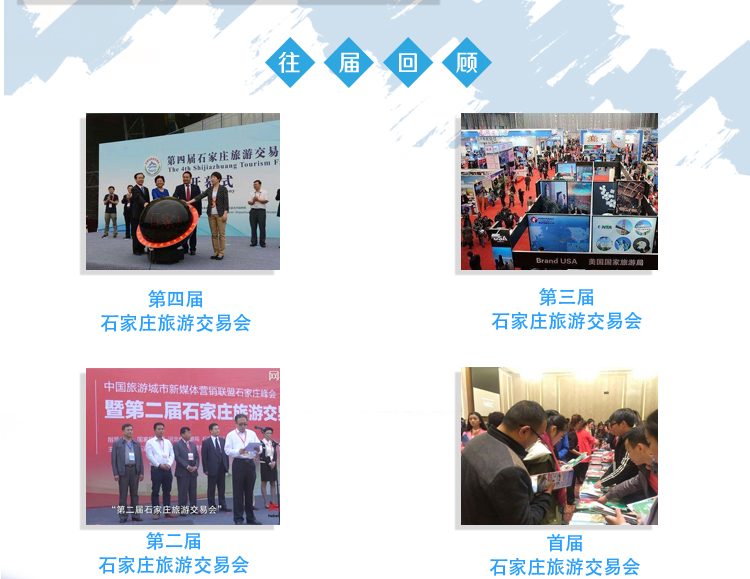 往届回顾
第四届石家庄旅游交易
The 4th Shijiazhuang Tourism F
开幕式
第四届
石家庄旅游交易会
Brand USA 美国国家旅游局
第三届
石家庄旅游交易会
网
中国旅游城市新媒体营销联盟石家庄峰会
暨第二届石家庄旅游交
“第二届石家庄旅游交易会”
第二届
石家庄旅游交易会
首届
石家庄旅游交易会